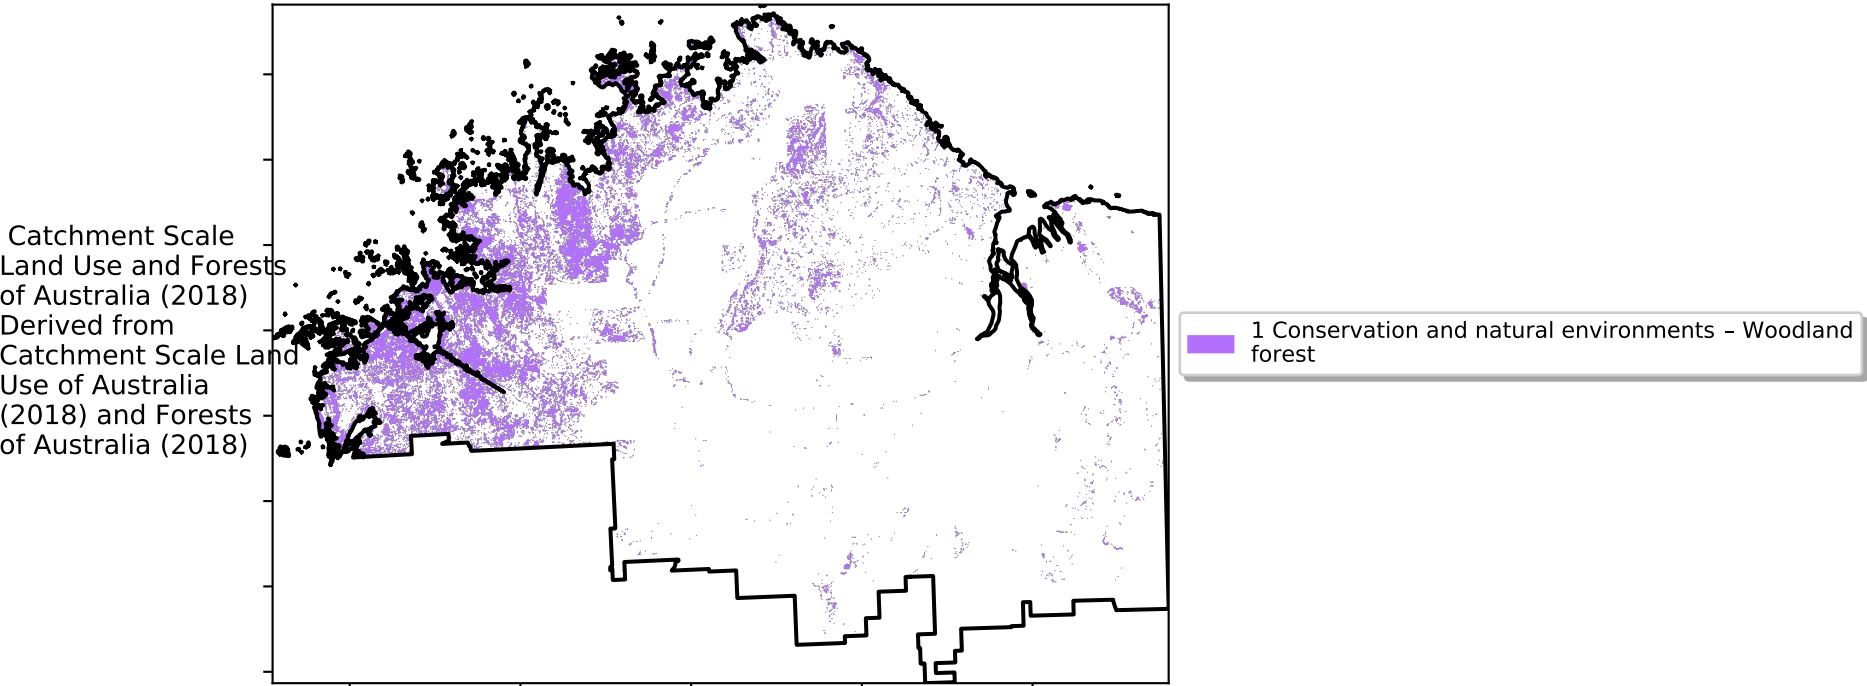 Catchment Scale
Land Use and Forests
of Australia (2018)
Derived from
Catchment Scale Land
Use of Australia
(2018) and Forests
of Australia (2018)
1 Conservation and natural environments – Woodland
forest